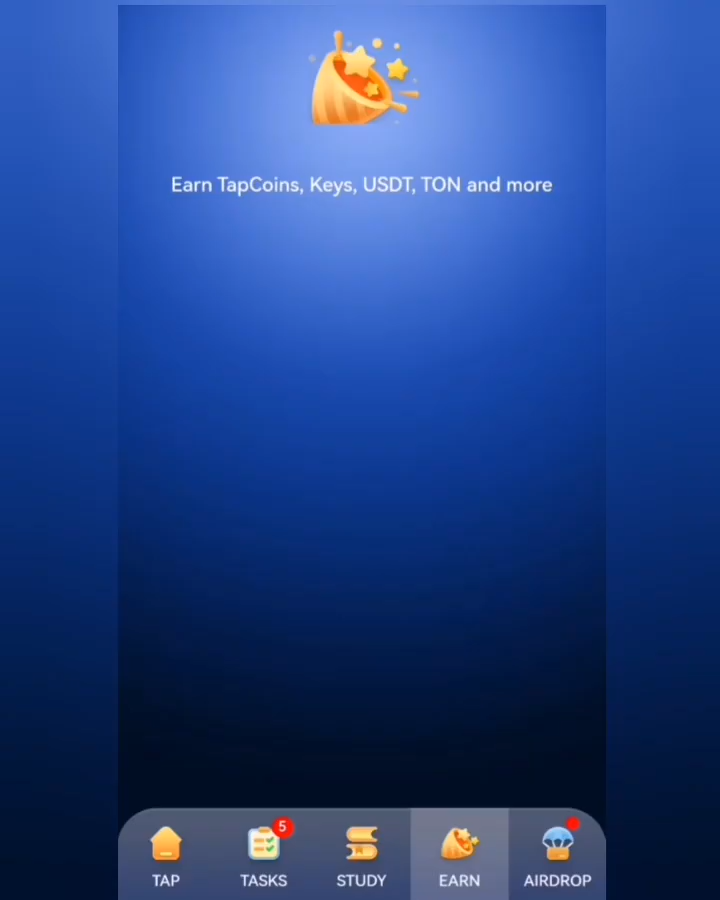 Earn TapCoins, Keys, USDT, TON and more
5
TAP
TASKS
STUDY
EARN
AIRDROP